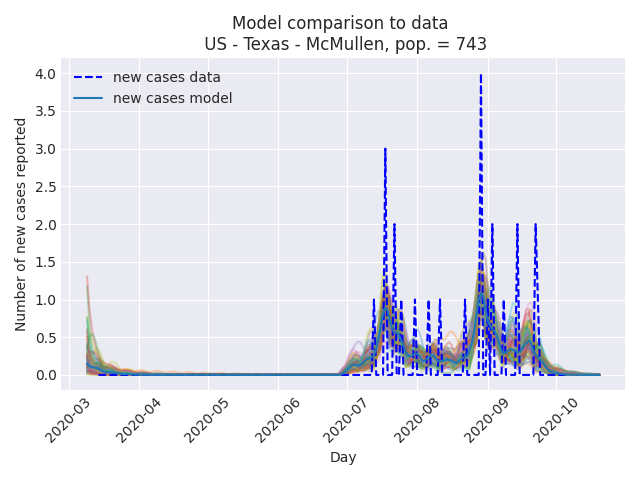 Model comparison to data
US - Texas - McMullen, pop. = 743
new cases data
new cases model
Number of new cases reported
4.0
3.5
3.0
2.5
2.0
1.5
1.0
0.5
0.0
2020-03
2020-04
2020-05
2020-06
2020-07
2020-08
2020-09
2020-10
Day